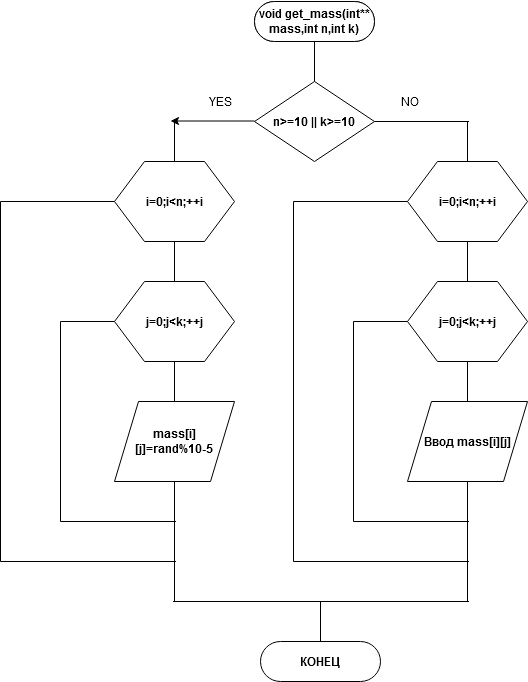 void get_mass(int**
mass,int n,int k)
YES
NO
n>=10 || k>=10
i=0;i<n;++i
i=0;i<n;++i
j=0;j<k;++j
j=0;j<k;++j
mass[i]
[j]=rand%10-5
Ввод mass[i][j]
КОНЕЦ